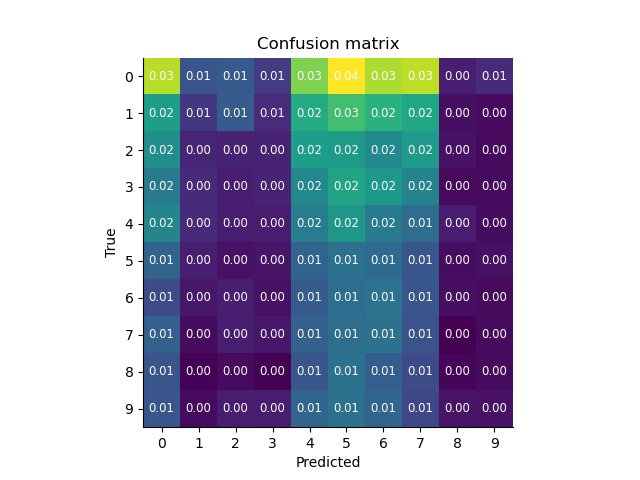 Confusion matrix
0 0.03 0.01 0.01 0.01 0.03 0.04 0.03 0.03 0.00 0.01
1 0.02 0.01 0.01 0.01 0.02 0.03 0.02 0.02 0.00 0.00
2 0.02 0.00 0.00 0.00 0.02 0.02 0.02 0.02 0.00 0.00
3 0.02 0.00 0.00 0.00 0.02 0.02 0.02 0.02 0.00 0.00
4 0.02 0.00 0.00 0.00 0.02 0.02 0.02 0.01 0.00 0.00
True
5 0.01 0.00 0.00 0.00 0.01 0.01 0.01 0.01 0.00 0.00
6 0.01 0.00 0.00 0.00 0.01 0.01 0.01 0.01 0.00 0.00
7 0.01 0.00 0.00 0.00 0.01 0.01 0.01 0.01 0.00 0.00
8 0.01 0.00 0.00 0.00 0.01 0.01 0.01 0.01 0.00 0.00
9 0.01 0.00 0.00 0.00 0.01 0.01 0.01 0.01 0.00 0.00
0 1 2 3 4 5 6 7 8 9
Predicted